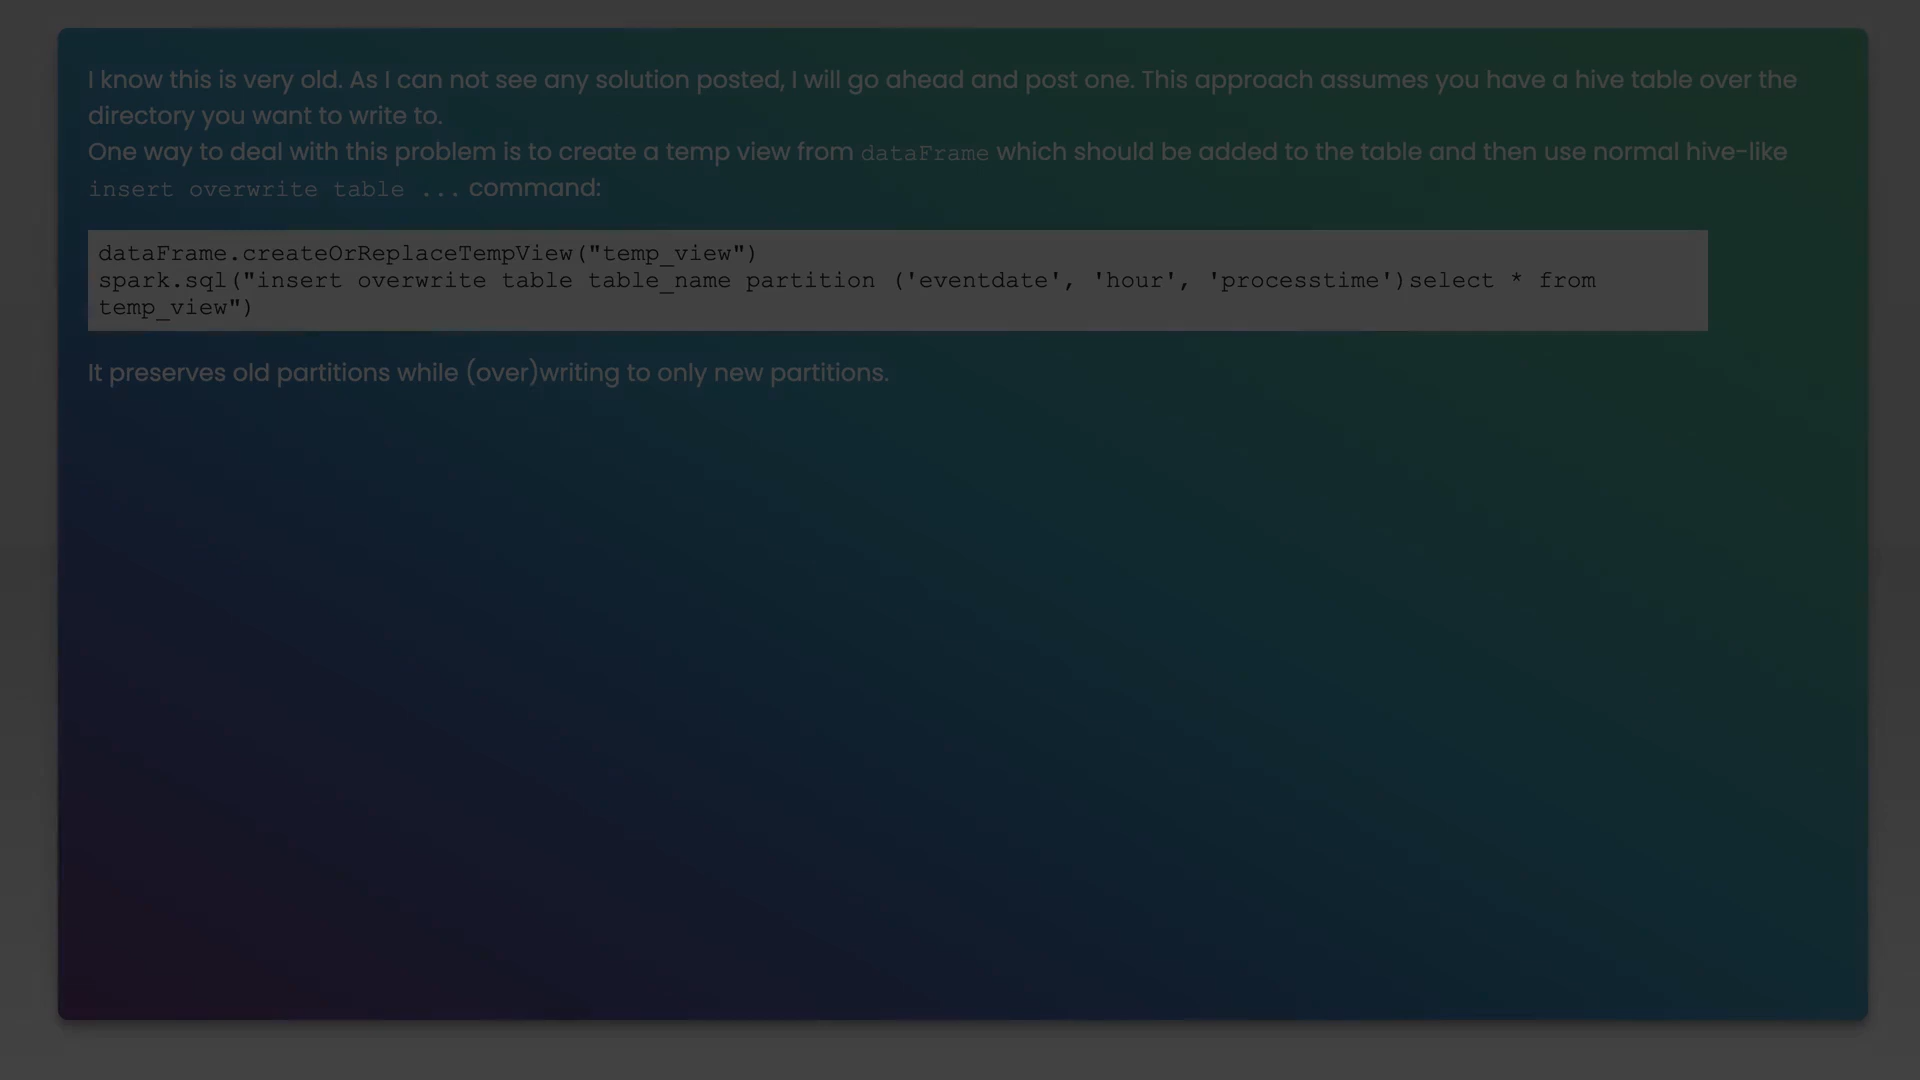 I know this is very old. As I can not see any solution posted, I will go ahead and post one. This approach assumes you have a hive table over the
directory you want to write to.
One way to deal with this problem is to create a temp view from dataFrame which should be added to the table and then use normal hive-like
insert overwrite table ... command:
dataFrame.createOrReplaceTempView("temp_view")
spark.sql("insert overwrite table table_name partition ('eventdate', 'hour', 'processtime')select * from
temp_view")
It preserves old partitions while (over)writing to only new partitions.